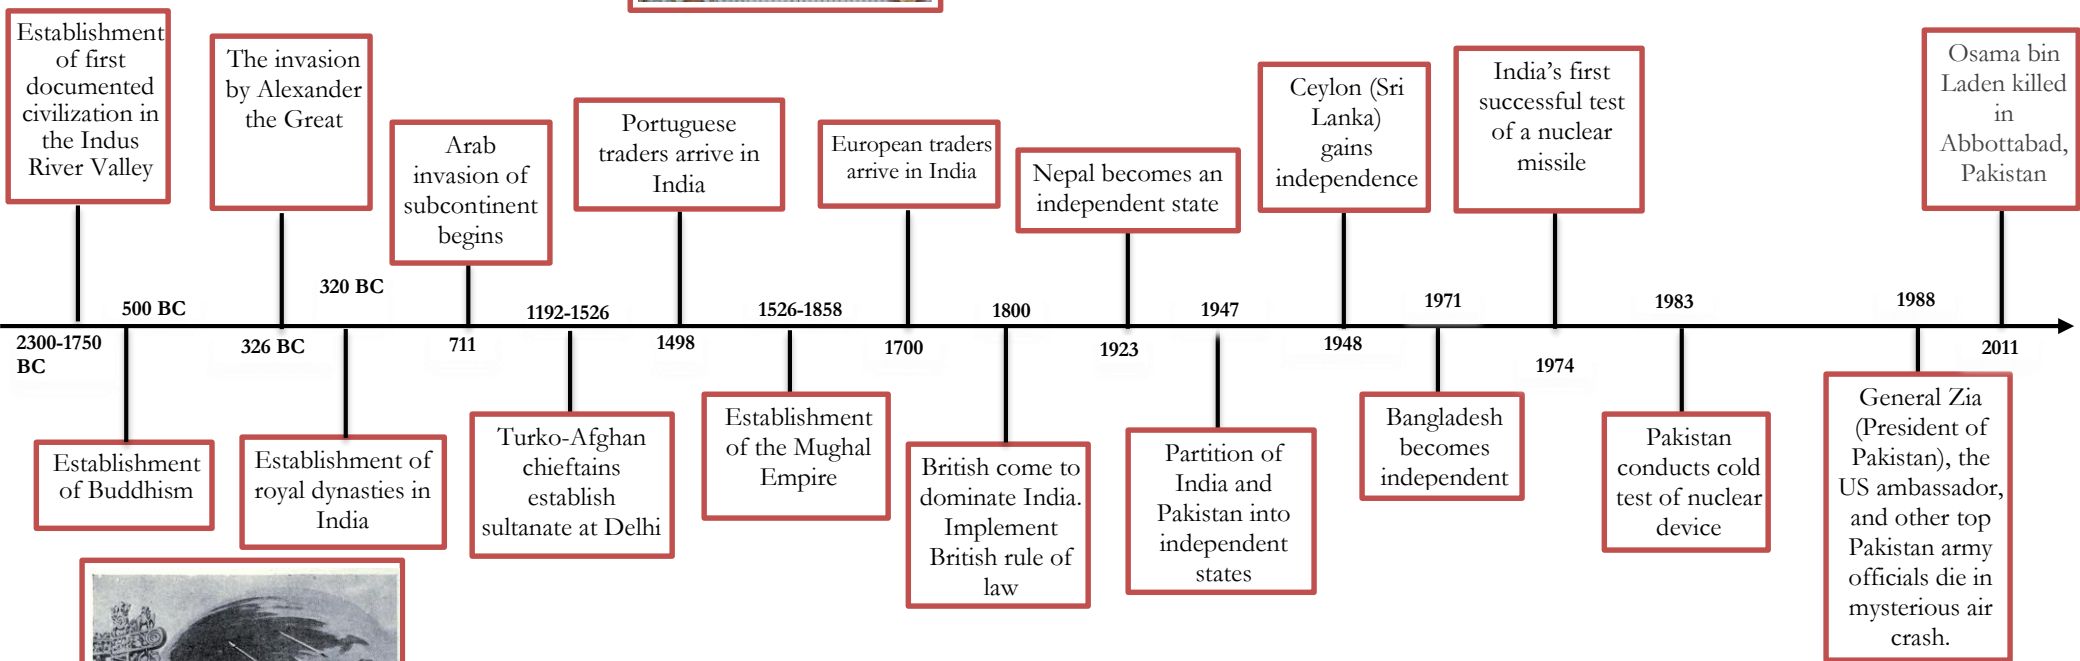 Establishment
of first
documented
civilization in
the Indus
River Valley
The invasion
by Alexander
the Great
Arab
invasion of
subcontinent
begins
Portuguese
traders arrive in
India
European traders
arrive in India
Nepal becomes an
independent state
Ceylon (Sri
Lanka)
gains
independence
India’s first
successful test
of a nuclear
missile
Osama bin
Laden killed
in
Abbottabad,
Pakistan
500 BC
320 BC
1192-1526
1526-1858
1800
1947
1971
1983
1988
2300-1750
BC
326 BC
711
1498
1700
1923
1948
1974
2011
Establishment
of Buddhism
Establishment of
royal dynasties in
India
Turko-Afghan
chieftains
establish
sultanate at Delhi
Establishment
of the Mughal
Empire
British come to
dominate India.
Implement
British rule of
law
Partition of
India and
Pakistan into
independent
states
Bangladesh
becomes
independent
Pakistan
conducts cold
test of nuclear
device
General Zia
(President of
Pakistan), the
US ambassador,
and other top
Pakistan army
officials die in
mysterious air
crash.